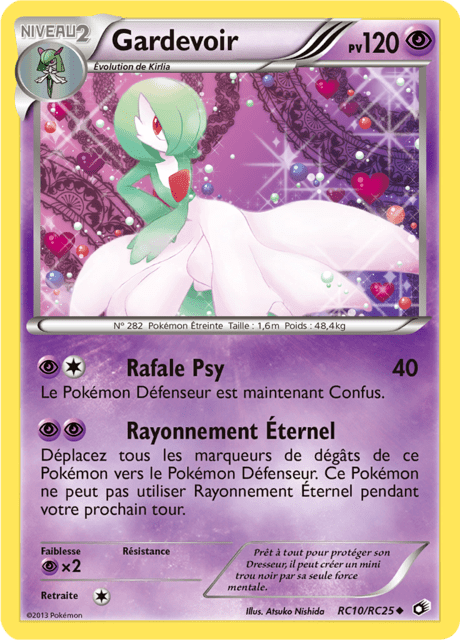 NIVEAU2
Gardevoir
PV120
Évolution de Kirlia
N° 282 Pokémon Étreinte Taille : 1,6m Poids : 48,4kg
Rafale Psy 40
Le Pokémon Défenseur est maintenant Confus.
Rayonnement Éternel
Déplacez tous les marqueurs de dégâts de ce
Pokémon vers le Pokémon Défenseur. Ce Pokémon
ne peut pas utiliser Rayonnement Éternel pendant
votre prochain tour.
Faiblesse Résistance
×2
Prêt à tout pour protéger son
Dresseur, il peut créer un mini
trou noir par sa seule force
mentale.
Retraite
©2013 Pokémon
Illus. Atsuko Nishida RC10/RC25